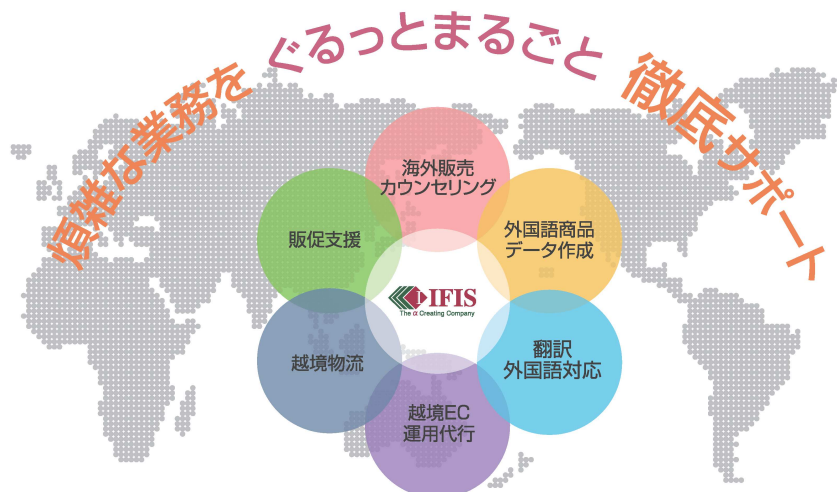 煩雑な業務を ぐるっとまるごと 徹底サポート
海外販売
カウンセリング
外国語商品
データ作成
翻訳
外国語対応
越境EC
運用代行
越境物流
販促支援
IFIS
The α Creating Company